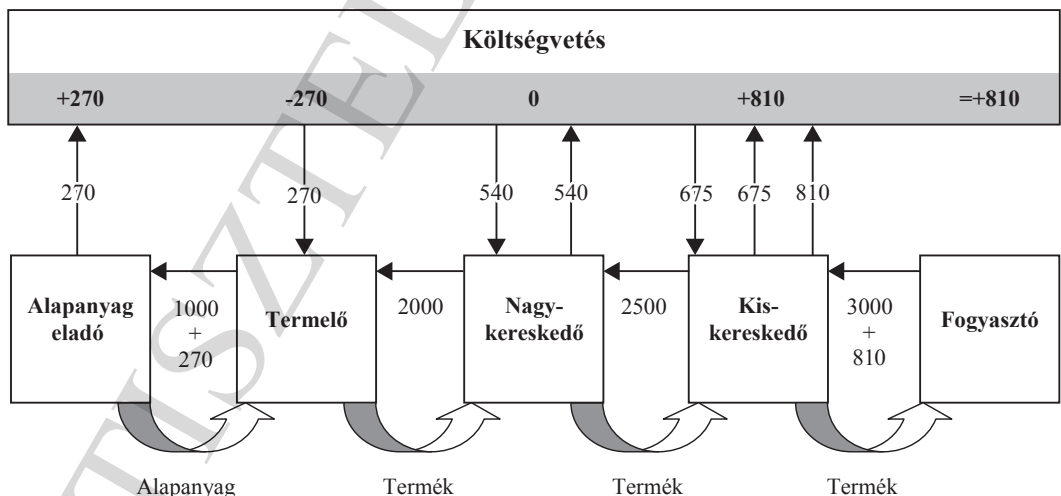 Költségvetés
+270 -270 0 +810 =+810
270 270 540 540 675 675 810
Alapanyag
eladó
1000
+
270
Termelő
2000
Nagy-
kereskedő
2500
Kis-
kereskedő
3000
+
810
Fogyasztó
Alapanyag Termék Termék Termék